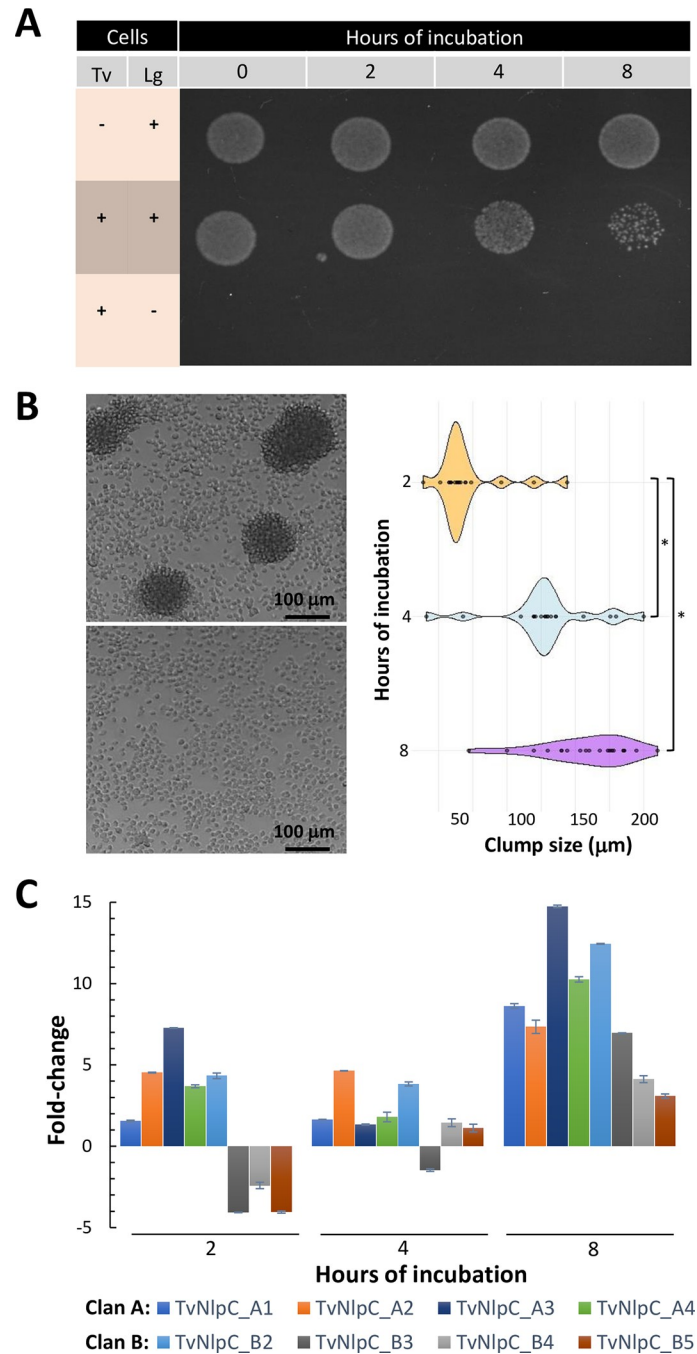 A
Cells
Hours of incubation
Tv Lg 0 2 4 8
- +
+ +
+ -
B
100 μm
100 μm
Hours of incubation
2
4
8
*
*
50 100 150 200
Clump size (μm)
C
Fold-change
15
10
5
0
-5
2 4 8
Hours of incubation
Clan A: TvNlpC_A1 TvNlpC_A2 TvNlpC_A3 TvNlpC_A4
Clan B: TvNlpC_B2 TvNlpC_B3 TvNlpC_B4 TvNlpC_B5